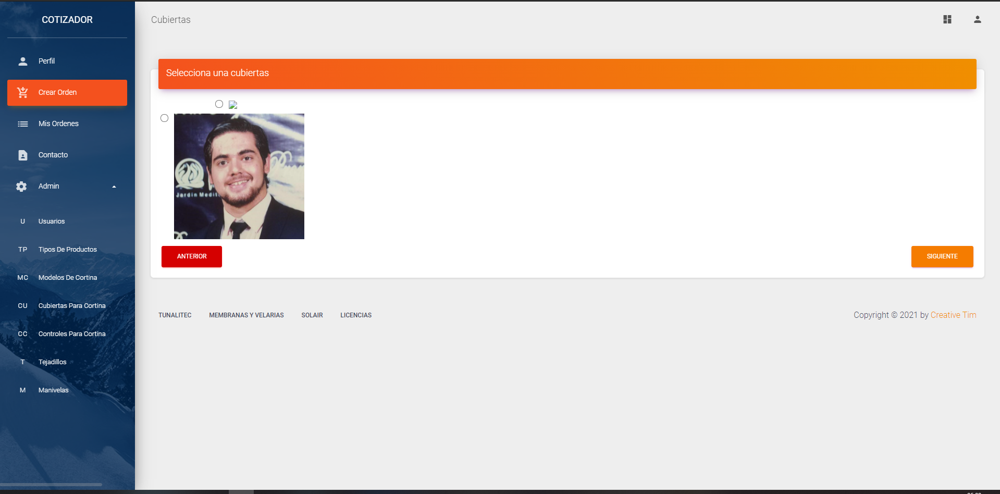 COTIZADOR
Perfil
Crear Orden
Mis Ordenes
Contacto
Admin
U Usuarios
TP Tipos De Productos
MC Modelos De Cortina
CU Cubiertas Para Cortina
CC Controles Para Cortina
T Tejadillos
M Manivelas
Cubiertas
Selecciona una cubiertas
ANTERIOR
SIGUIENTE
TUNALITEC MEMBRANAS Y VELARIAS SOLAIR LICENCIAS
Copyright © 2021 by Creative Tim